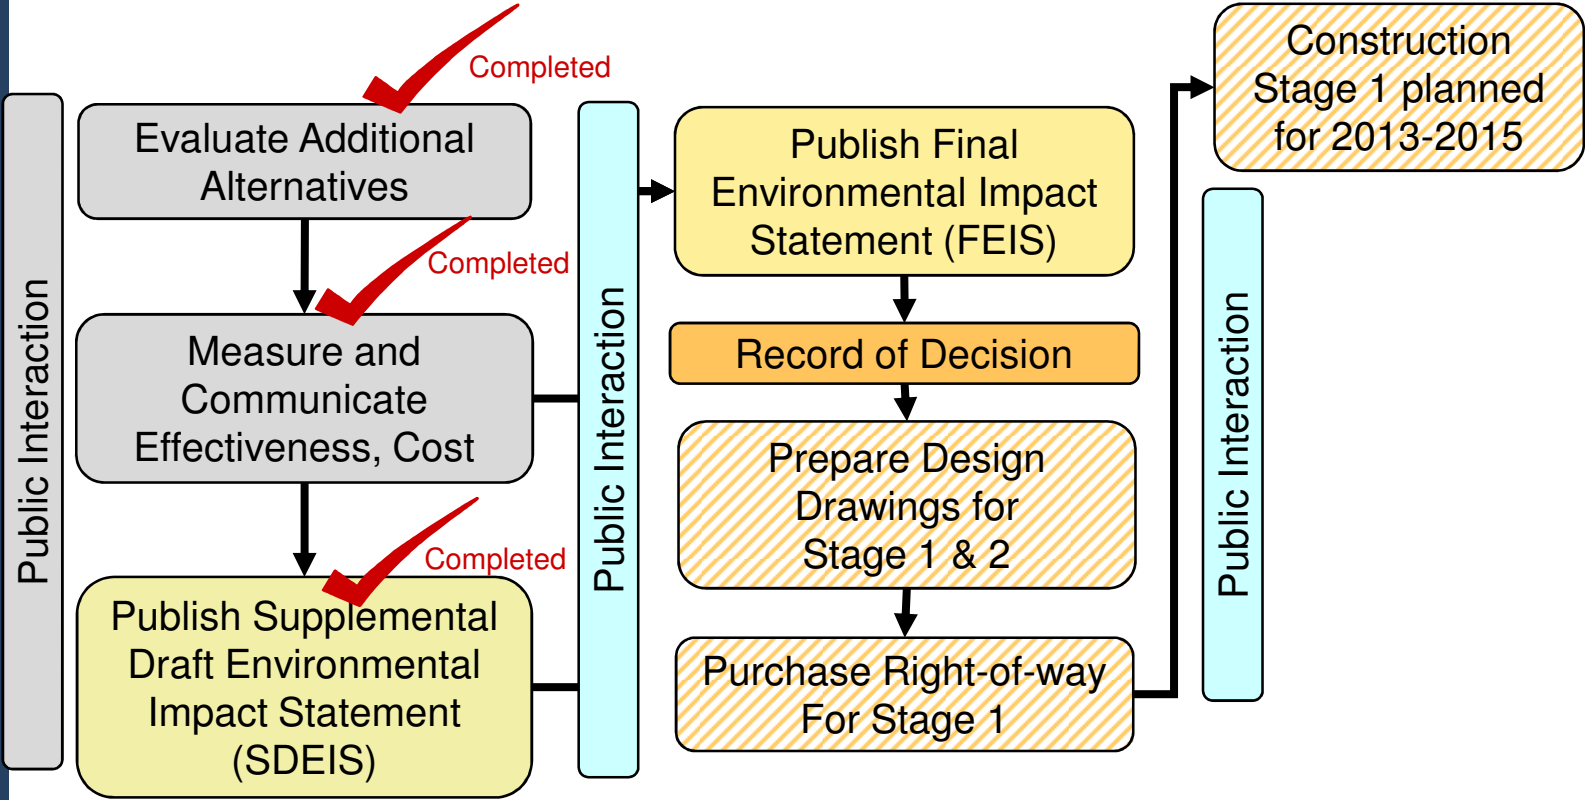 Public Interaction
Completed
Evaluate Additional
Alternatives
Completed
Measure and
Communicate
Effectiveness, Cost
Completed
Publish Supplemental
Draft Environmental
Impact Statement
(SDEIS)
Public Interaction
Publish Final
Environmental Impact
Statement (FEIS)
Record of Decision
Prepare Design
Drawings for
Stage 1 & 2
Purchase Right-of-way
For Stage 1
Construction
Stage 1 planned
for 2013-2015
Public Interaction